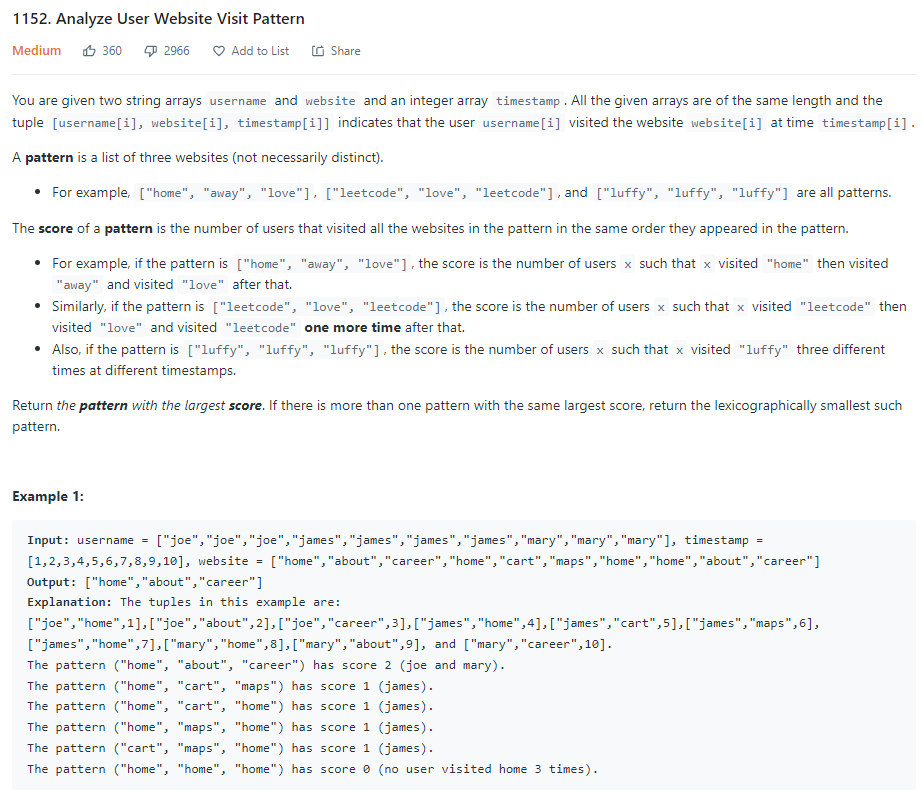 1152. Analyze User Website Visit Pattern
Medium 360 2966 Add to List Share
You are given two string arrays username and website and an integer array timestamp. All the given arrays are of the same length and the
tuple [username[i], website[i], timestamp[i]] indicates that the user username[i] visited the website website[i] at time timestamp[i].
A pattern is a list of three websites (not necessarily distinct).
• For example, ["home", "away", "love"], ["leetcode", "love", "leetcode"], and ["luffy", "luffy", "luffy"] are all patterns.
The score of a pattern is the number of users that visited all the websites in the pattern in the same order they appeared in the pattern.
• For example, if the pattern is ["home", "away", "love"], the score is the number of users x such that x visited "home" then visited
"away" and visited "love" after that.
• Similarly, if the pattern is ["leetcode", "love", "leetcode"], the score is the number of users x such that x visited "leetcode" then
visited "love" and visited "leetcode" one more time after that.
• Also, if the pattern is ["luffy", "luffy", "luffy"], the score is the number of users x such that x visited "luffy" three different
times at different timestamps.
Return the pattern with the largest score. If there is more than one pattern with the same largest score, return the lexicographically smallest such
pattern.
Example 1:
Input: username = ["joe","joe","joe","james","james","james","james","mary","mary","mary"], timestamp =
[1,2,3,4,5,6,7,8,9,10], website = ["home","about","career","home","cart","maps","home","home","about","career"]
Output: ["home","about","career"]
Explanation: The tuples in this example are:
["joe","home",1],["joe","about",2],["joe","career",3],["james","home",4],["james","cart",5],["james","maps",6],
["james","home",7],["mary","home",8],["mary","about",9], and ["mary","career",10].
The pattern ("home", "about", "career") has score 2 (joe and mary).
The pattern ("home", "cart", "maps") has score 1 (james).
The pattern ("home", "cart", "home") has score 1 (james).
The pattern ("home", "maps", "home") has score 1 (james).
The pattern ("cart", "maps", "home") has score 1 (james).
The pattern ("home", "home", "home") has score 0 (no user visited home 3 times).